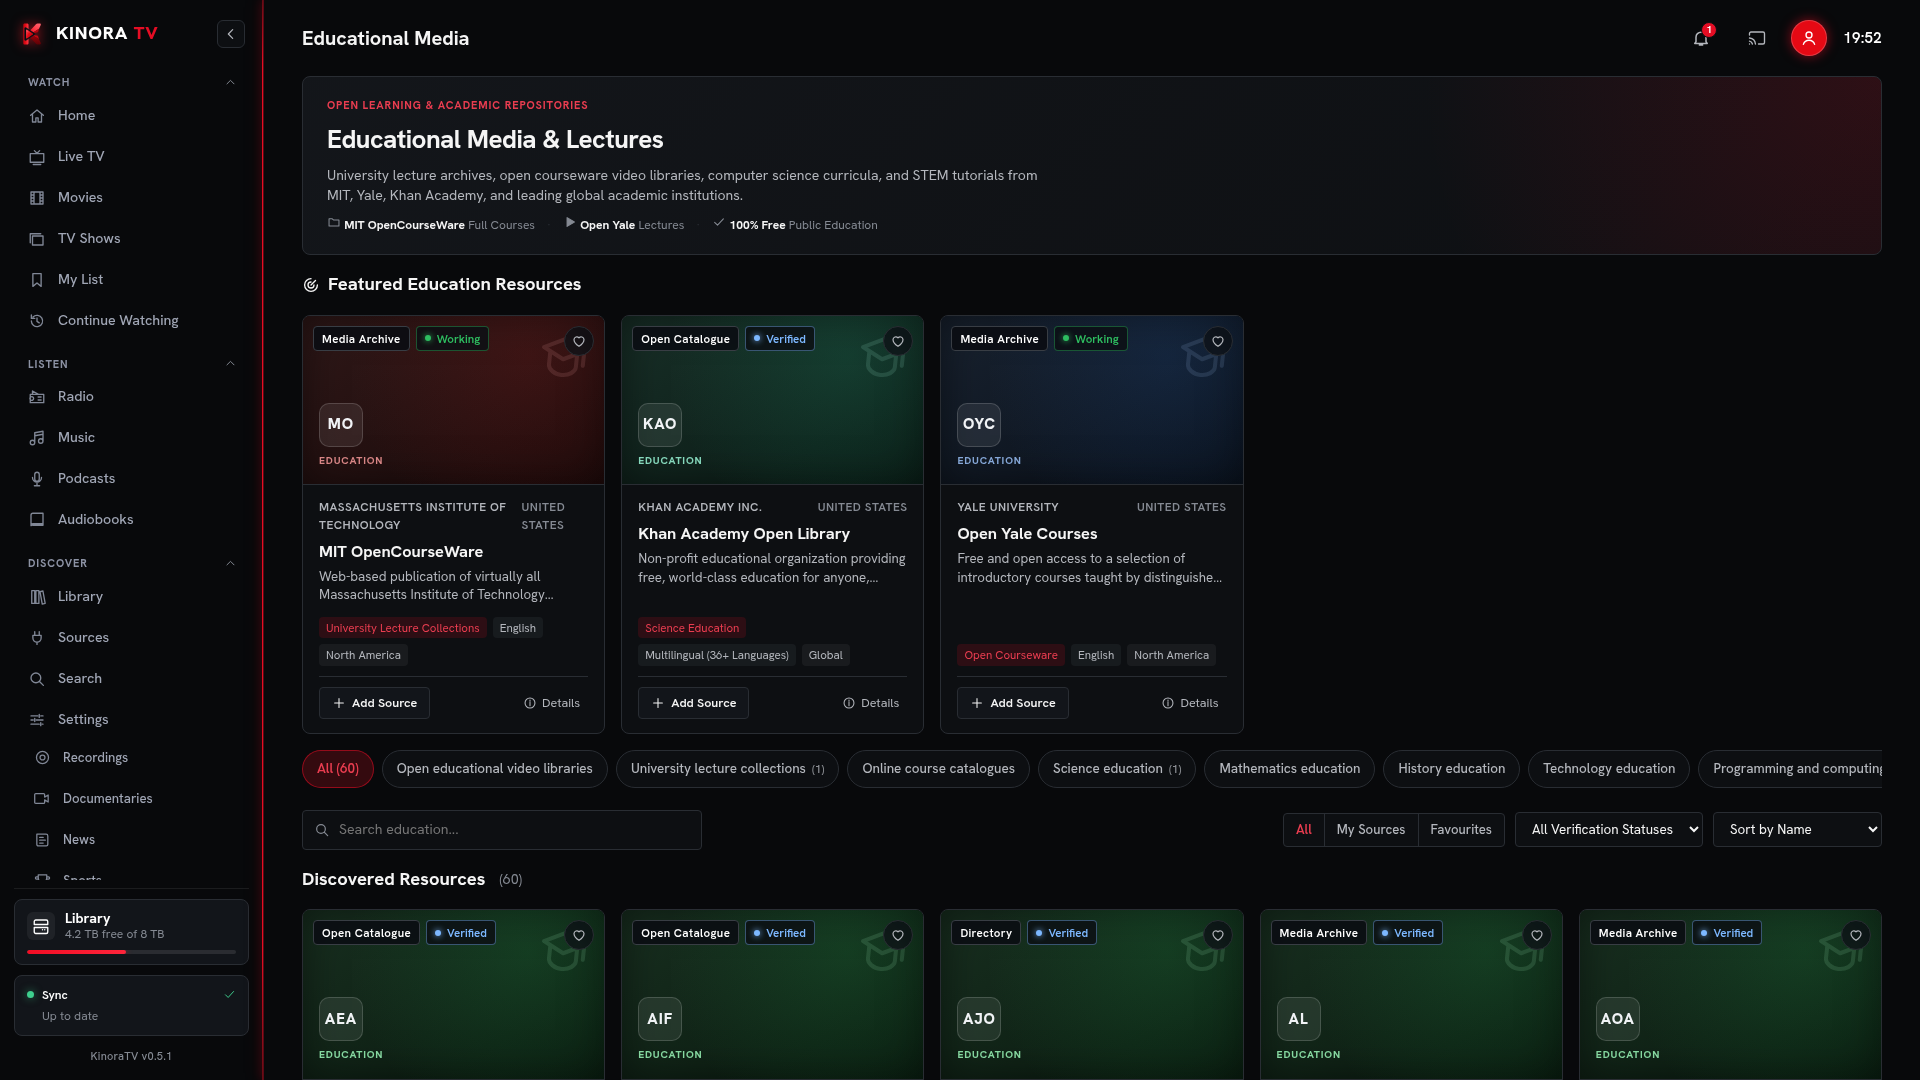 KINORA TV
WATCH
Home
Live TV
Movies
TV Shows
My List
Continue Watching
LISTEN
Radio
Music
Podcasts
Audiobooks
DISCOVER
Library
Sources
Search
Settings
Recordings
Documentaries
News
Sports
Library
4.2 TB free of 8 TB
Sync
Up to date
KinoraTV v0.5.1
Educational Media
1
19:52
OPEN LEARNING & ACADEMIC REPOSITORIES
Educational Media & Lectures
University lecture archives, open courseware video libraries, computer science curricula, and STEM tutorials from
MIT, Yale, Khan Academy, and leading global academic institutions.
MIT OpenCourseWare Full Courses · Open Yale Lectures · 100% Free Public Education
Featured Education Resources
Media Archive Working
MO
EDUCATION
MASSACHUSETTS INSTITUTE OF TECHNOLOGY UNITED STATES
MIT OpenCourseWare
Web-based publication of virtually all
Massachusetts Institute of Technology...
University Lecture Collections English
North America
Add Source Details
Open Catalogue Verified
KAO
EDUCATION
KHAN ACADEMY INC. UNITED STATES
Khan Academy Open Library
Non-profit educational organization providing
free, world-class education for anyone,...
Science Education
Multilingual (36+ Languages) Global
Add Source Details
Media Archive Working
OYC
EDUCATION
YALE UNIVERSITY UNITED STATES
Open Yale Courses
Free and open access to a selection of
introductory courses taught by distinguishe...
Open Courseware English North America
Add Source Details
All (60) Open educational video libraries University lecture collections (1) Online course catalogues Science education (1) Mathematics education History education Technology education Programming and computing
Search education...
All My Sources Favourites All Verification Statuses Sort by Name
Discovered Resources (60)
Open Catalogue Verified
AEA
EDUCATION
Open Catalogue Verified
AIF
EDUCATION
Directory Verified
AJO
EDUCATION
Media Archive Verified
AL
EDUCATION
Media Archive Verified
AOA
EDUCATION